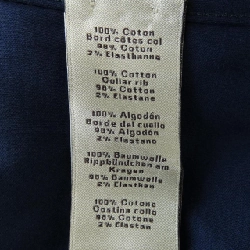 100% Coton
Bord côtes col
98% Coton
2% Elasthanne
100% Cotton
Collar rib
98% Cotton
2% Elastane
100% Algodón
Borde del cuello
98% Algodón
2% Elastane
100% Baumwolle
Rippbündchen am
Kragen
98% Baumwolle
2% Elasthan
100% Cotone
Costina collo
98% Cotone
2% Elastane